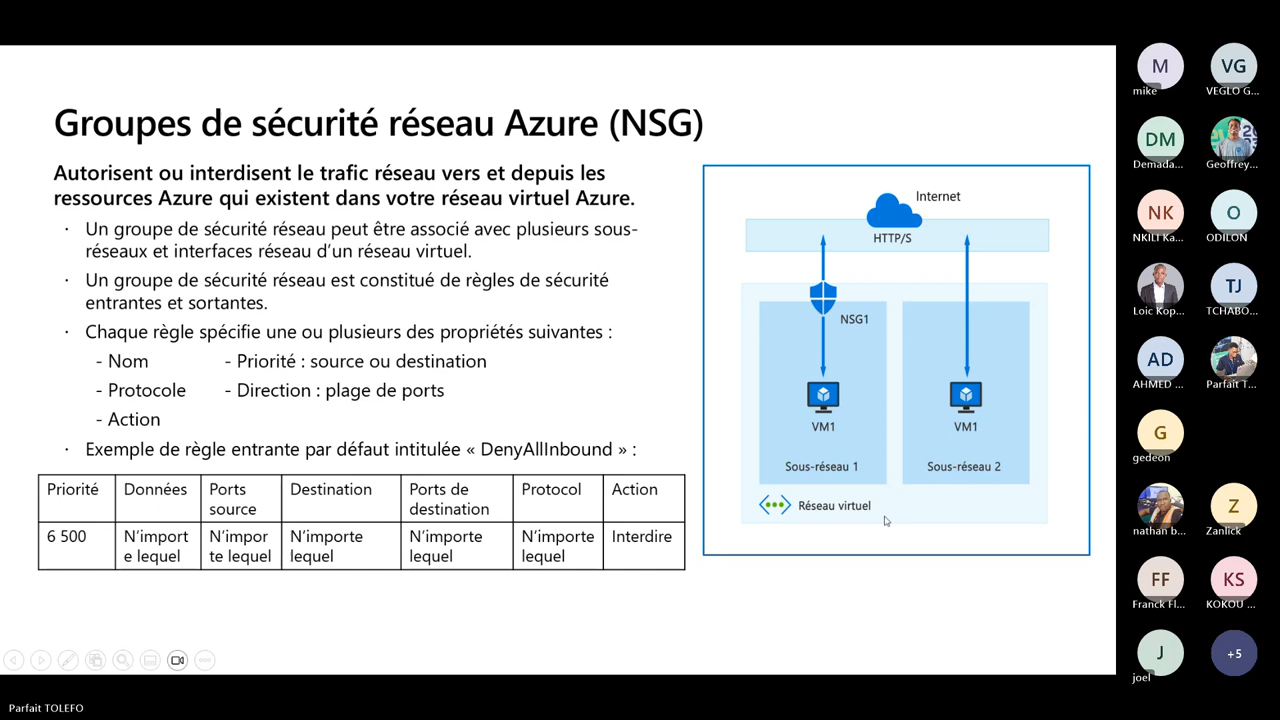 Groupes de sécurité réseau Azure (NSG)
Autorisent ou interdisent le trafic réseau vers et depuis les
ressources Azure qui existent dans votre réseau virtuel Azure.
· Un groupe de sécurité réseau peut être associé avec plusieurs sous-
réseaux et interfaces réseau d'un réseau virtuel.
· Un groupe de sécurité réseau est constitué de règles de sécurité
entrantes et sortantes.
· Chaque règle spécifie une ou plusieurs des propriétés suivantes :
- Nom - Priorité : source ou destination
- Protocole - Direction : plage de ports
- Action
· Exemple de règle entrante par défaut intitulée « DenyAllInbound » :
Priorité Données Ports source Destination Ports de destination Protocol Action
6 500 N'importe lequel N'importe lequel N'importe lequel N'importe lequel N'importe lequel Interdire
Internet
HTTP/S
NSG1
VM1 VM1
Sous-réseau 1 Sous-réseau 2
Réseau virtuel
M VG
mike VEGLO G...
DM
Demada... Geoffrey...
NK O
NKILI Ka... ODILON
TJ
Loic Kop... TCHABO...
AD
AHMED ... Parfait T...
G
gedeon
Z
nathan b... Zanlick
FF KS
Franck Fl... KOKOU ...
J +5
joel
Parfait TOLEFO